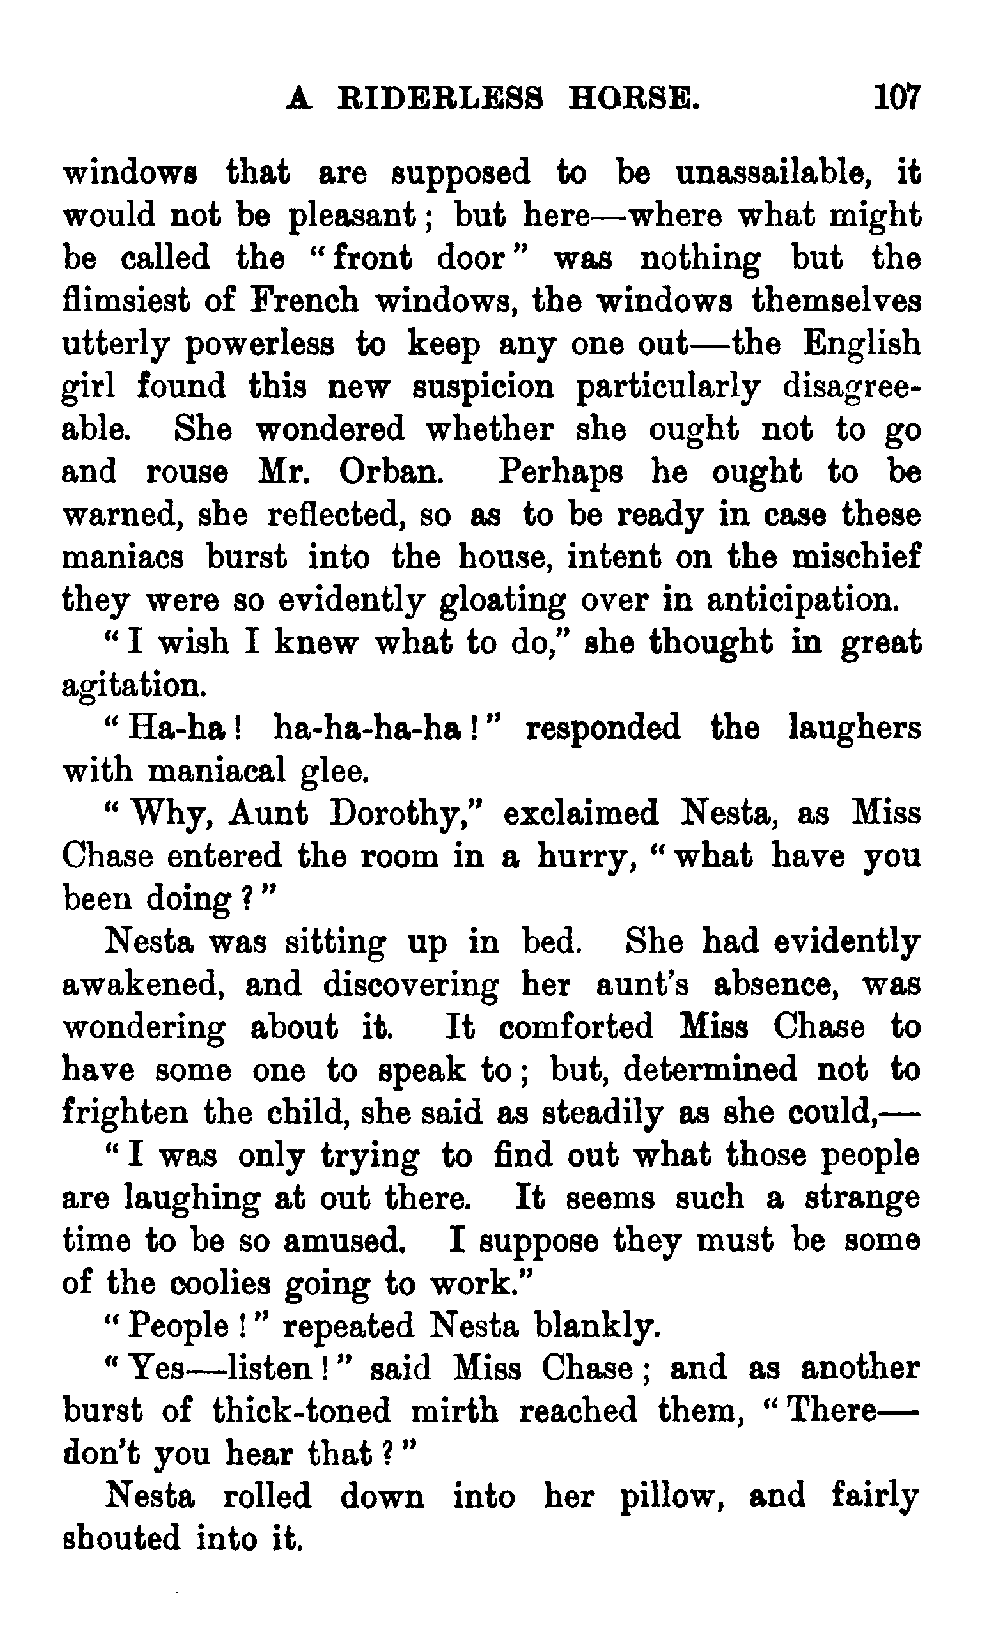 A RIDERLESS HORSE. 107
windows that are supposed to be unassailable, it
would not be pleasant; but here—where what might
be called the "front door" was nothing but the
flimsiest of French windows, the windows themselves
utterly powerless to keep any one out—the English
girl found this new suspicion particularly disagree-
able. She wondered whether she ought not to go
and rouse Mr. Orban. Perhaps he ought to be
warned, she reflected, so as to be ready in case these
maniacs burst into the house, intent on the mischief
they were so evidently gloating over in anticipation.
"I wish I knew what to do," she thought in great
agitation.
"Ha-ha! ha-ha-ha-ha!" responded the laughers
with maniacal glee.
"Why, Aunt Dorothy," exclaimed Nesta, as Miss
Chase entered the room in a hurry, "what have you
been doing?"
Nesta was sitting up in bed. She had evidently
awakened, and discovering her aunt's absence, was
wondering about it. It comforted Miss Chase to
have some one to speak to; but, determined not to
frighten the child, she said as steadily as she could,—
"I was only trying to find out what those people
are laughing at out there. It seems such a strange
time to be so amused. I suppose they must be some
of the coolies going to work."
"People!" repeated Nesta blankly.
"Yes—listen!" said Miss Chase; and as another
burst of thick-toned mirth reached them, "There—
don't you hear that?"
Nesta rolled down into her pillow, and fairly
shouted into it.